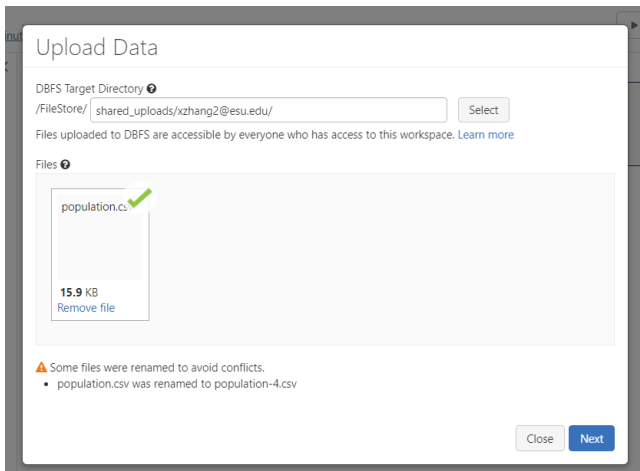 Upload Data
DBFS Target Directory
/FileStore/ shared_uploads/xzhang2@esu.edu/ Select
Files uploaded to DBFS are accessible by everyone who has access to this workspace. Learn more
Files
population.cs
15.9 KB
Remove file
Some files were renamed to avoid conflicts.
• population.csv was renamed to population-4.csv
Close Next